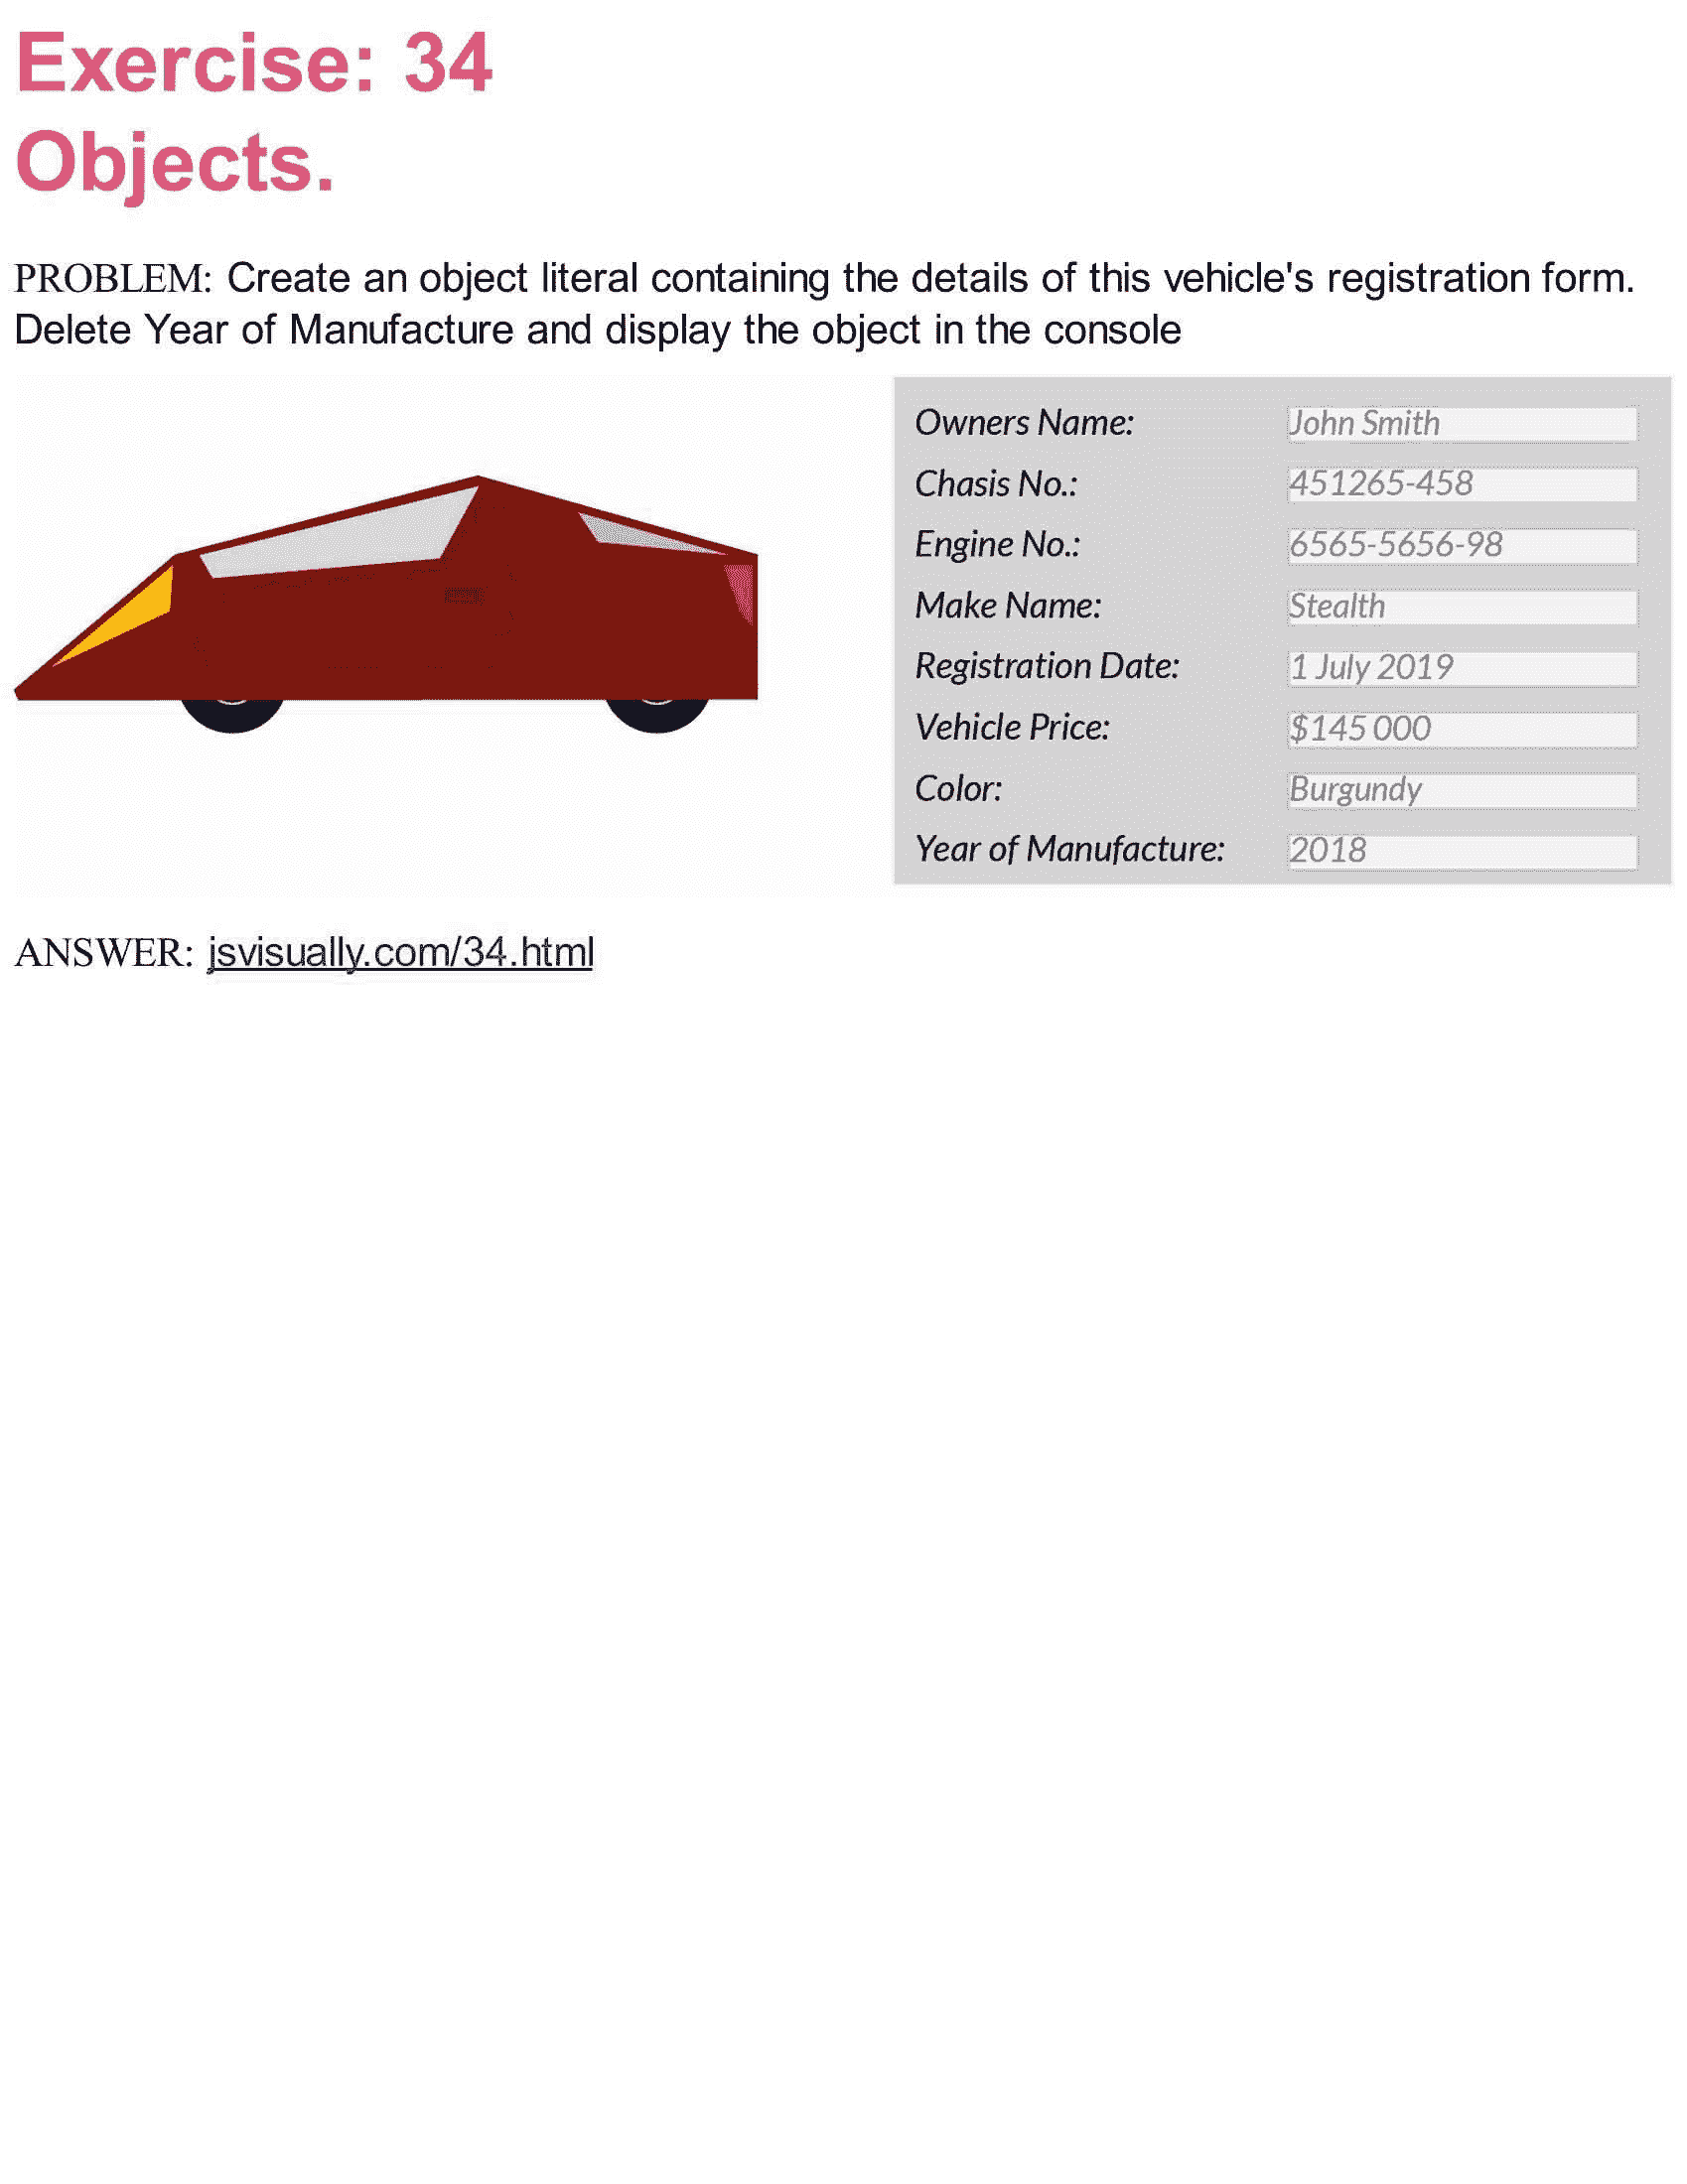 Exercise: 34
Objects.
PROBLEM: Create an object literal containing the details of this vehicle's registration form.
Delete Year of Manufacture and display the object in the console
Owners Name: John Smith
Chasis No.: 451265-458
Engine No.: 6565-5656-98
Make Name: Stealth
Registration Date: 1 July 2019
Vehicle Price: $145 000
Color: Burgundy
Year of Manufacture: 2018
ANSWER: jsvisually.com/34.html